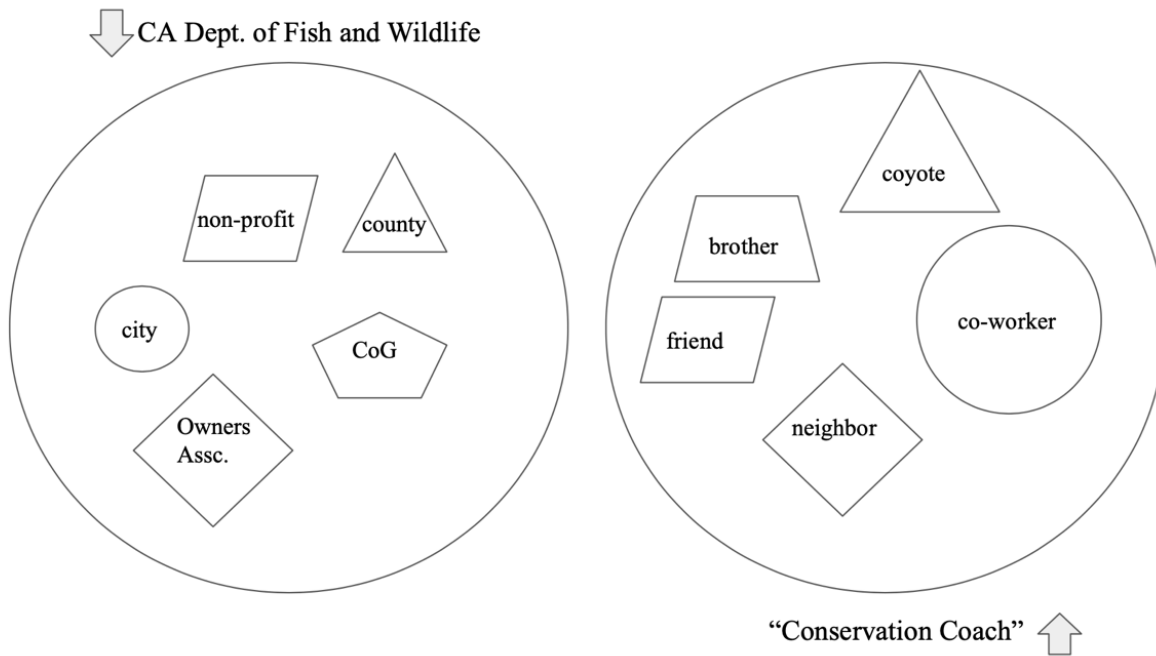 CA Dept. of Fish and Wildlife
non-profit
county
city
CoG
Owners
Assc.
coyote
brother
friend
co-worker
neighbor
“Conservation Coach”